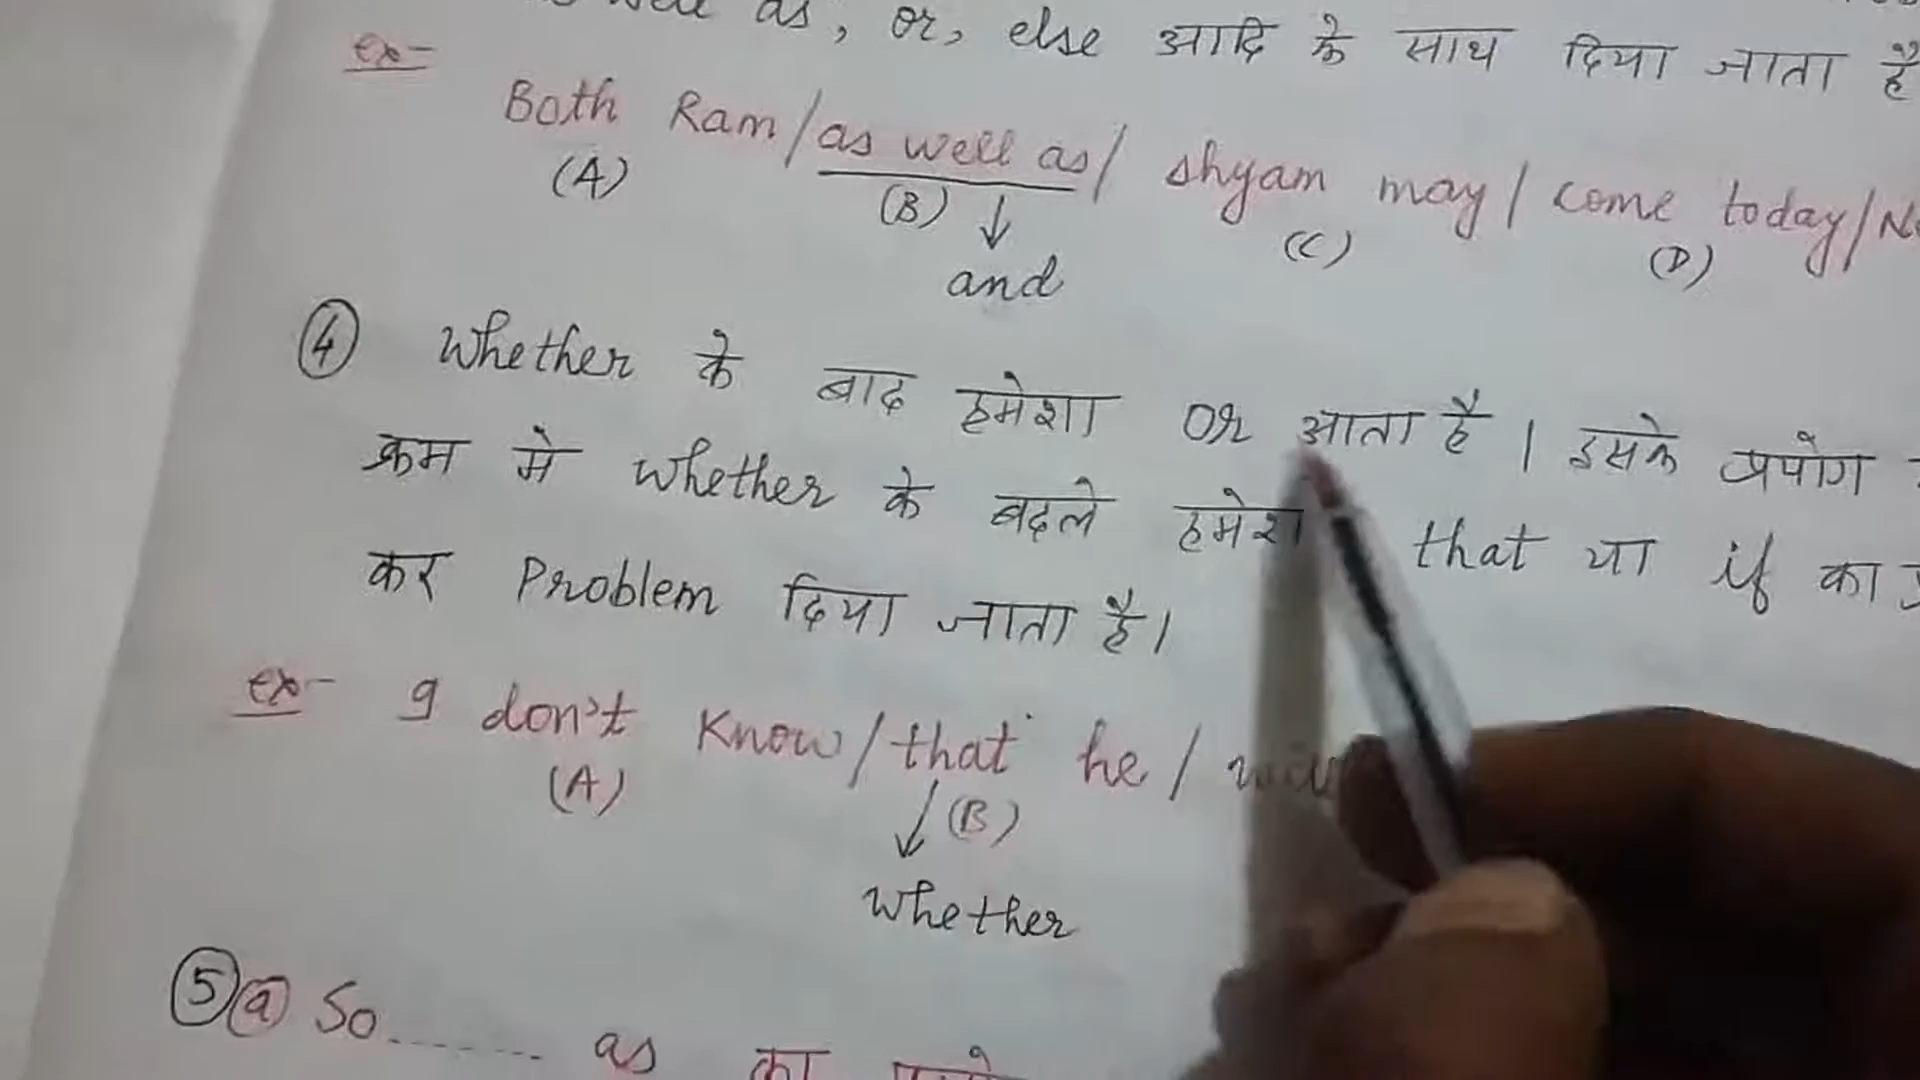 as, or, else आदि के साथ दिया जाता है
ex-
Both Ram / as well as / shyam may / come today /
(A) (B) (C) (D)
and
④ Whether के बाद हमेशा or आता है । इसके प्रयोग
क्रम मे whether के बदले हमेशा that या if का
कर Problem दिया जाता है।
ex- I don't know / that he /
(A) (B)
whether
⑤ ⓐ So ........ as का